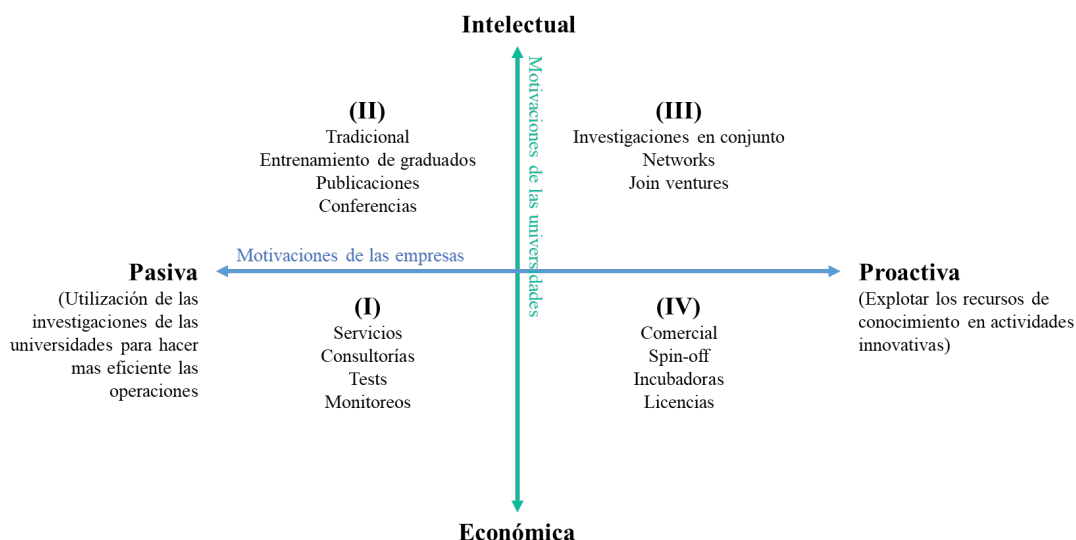 Intelectual
Motivaciones de las universidades
(II)
Tradicional
Entrenamiento de graduados
Publicaciones
Conferencias
(III)
Investigaciones en conjunto
Networks
Join ventures
Motivaciones de las empresas
Pasiva
(Utilización de las
investigaciones de las
universidades para hacer
mas eficiente las
operaciones
Proactiva
(Explotar los recursos de
conocimiento en actividades
innovativas)
(I)
Servicios
Consultorías
Tests
Monitoreos
(IV)
Comercial
Spin-off
Incubadoras
Licencias
Económica